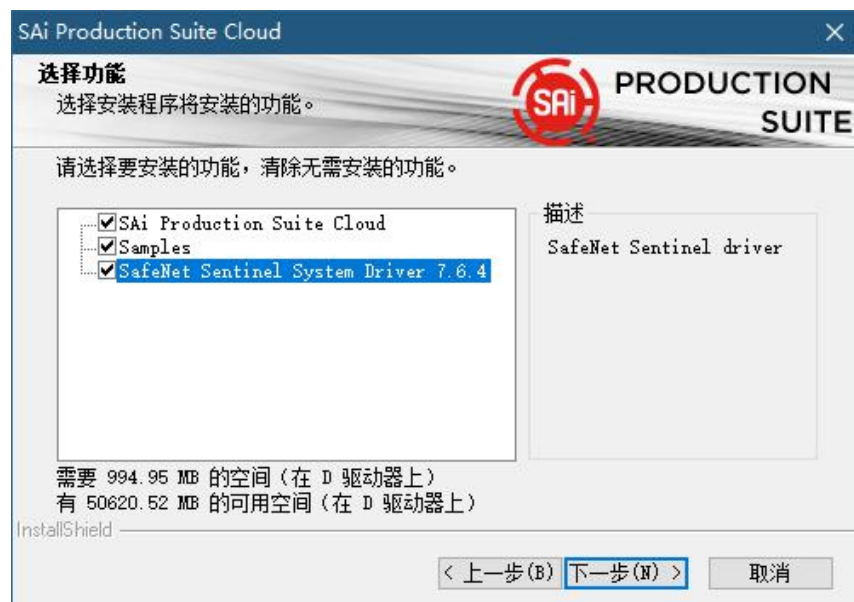 SAi Production Suite Cloud
选择功能
选择安装程序将安装的功能。
SAi
PRODUCTION
SUITE
请选择要安装的功能，清除无需安装的功能。
SAi Production Suite Cloud
Samples
SafeNet Sentinel System Driver 7.6.4
描述
SafeNet Sentinel driver
需要 994.95 MB 的空间（在 D 驱动器上）
有 50620.52 MB 的可用空间（在 D 驱动器上）
InstallShield
< 上一步(B) 下一步(N) > 取消